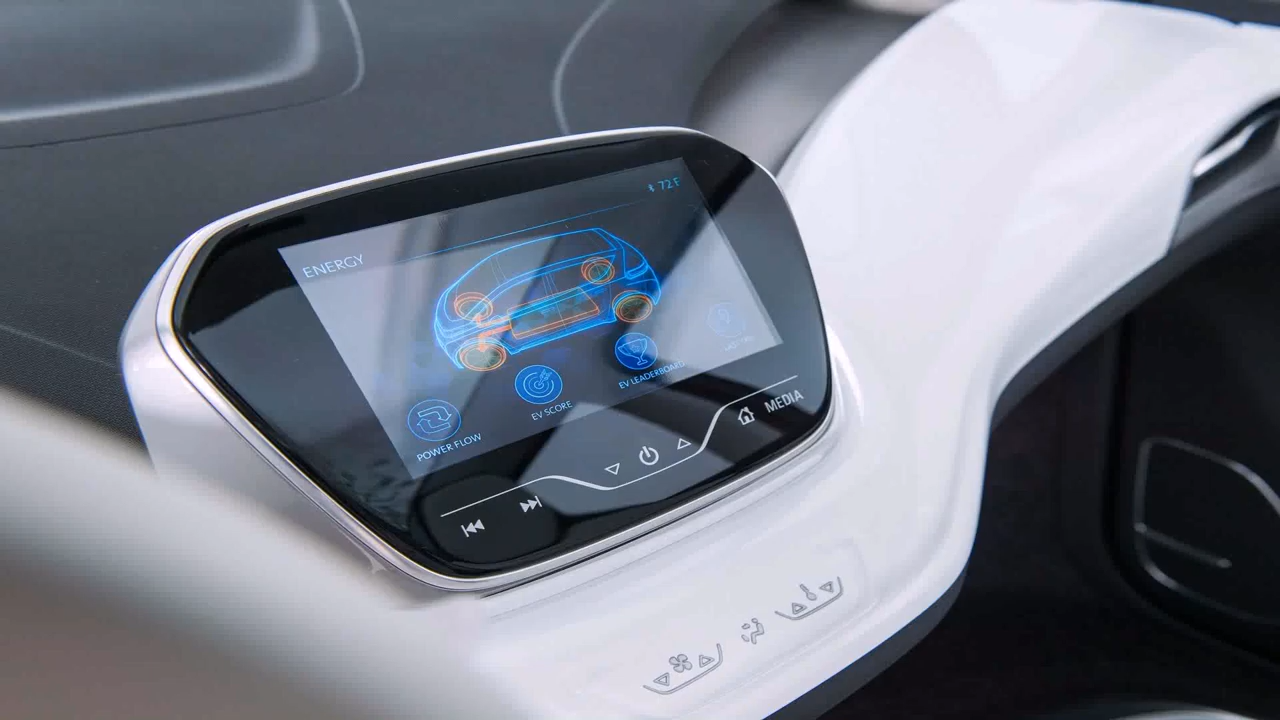 72 F
ENERGY
POWER FLOW
EV SCORE
EV LEADERBOARD
MEDIA